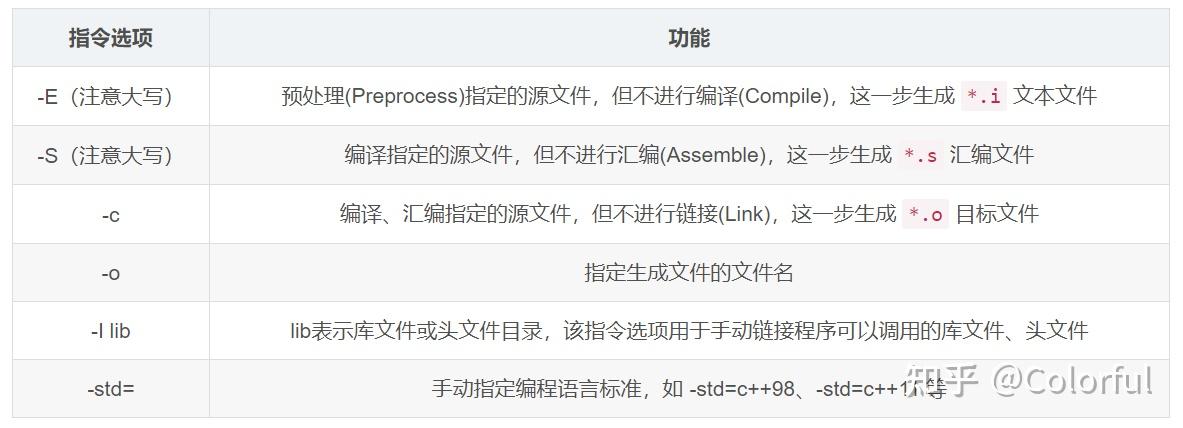 指令选项 功能
-E（注意大写） 预处理(Preprocess)指定的源文件，但不进行编译(Compile)，这一步生成 *.i 文本文件
-S（注意大写） 编译指定的源文件，但不进行汇编(Assemble)，这一步生成 *.s 汇编文件
-c 编译、汇编指定的源文件，但不进行链接(Link)，这一步生成 *.o 目标文件
-o 指定生成文件的文件名
-I lib lib表示库文件或头文件目录，该指令选项用于手动链接程序可以调用的库文件、头文件
-std= 手动指定编程语言标准，如 -std=c++98、-std=c++11 等
知乎 @Colorful